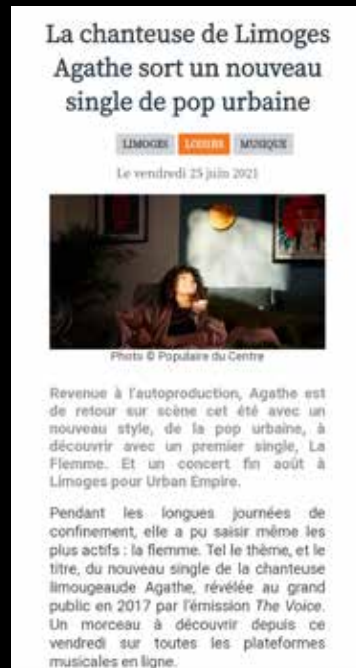 La chanteuse de Limoges
Agathe sort un nouveau
single de pop urbaine
LIMOGES LOISIRS MUSIQUE
Le vendredi 25 juin 2021
Photo © Populaire du Centre
Revenue à l'autoproduction, Agathe est
de retour sur scène cet été avec un
nouveau style, de la pop urbaine, à
découvrir avec un premier single, La
Flemme. Et un concert fin août à
Limoges pour Urban Empire.
Pendant les longues journées de
confinement, elle a pu saisir même les
plus actifs : la flemme. Tel le thème, et le
titre, du nouveau single de la chanteuse
limougeaude Agathe, révélée au grand
public en 2017 par l'émission The Voice.
Un morceau à découvrir depuis ce
vendredi sur toutes les plateformes
musicales en ligne.